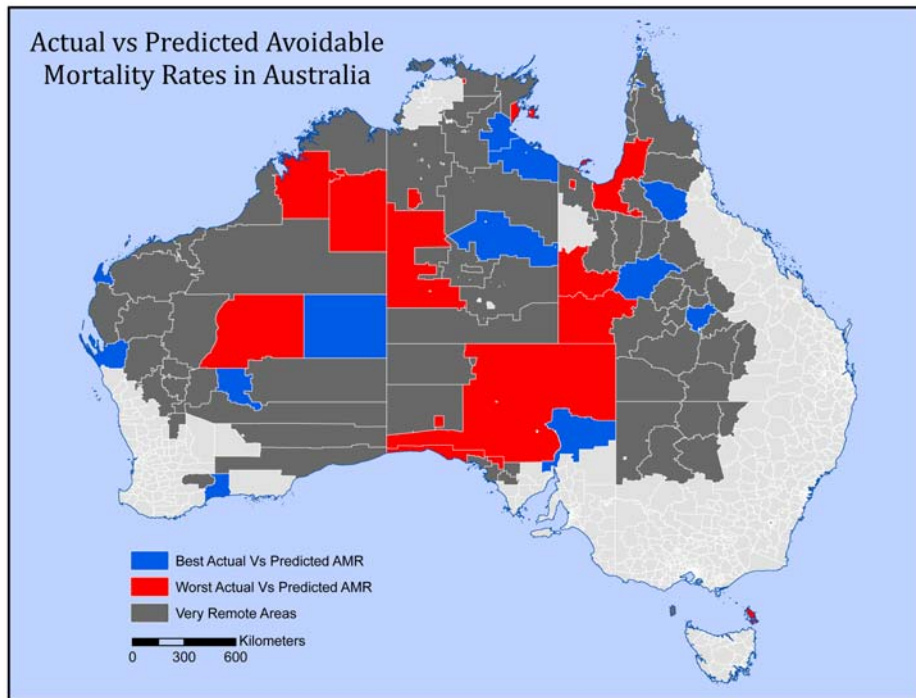 Actual vs Predicted Avoidable
Mortality Rates in Australia
Best Actual Vs Predicted AMR
Worst Actual Vs Predicted AMR
Very Remote Areas
Kilometers
0 300 600